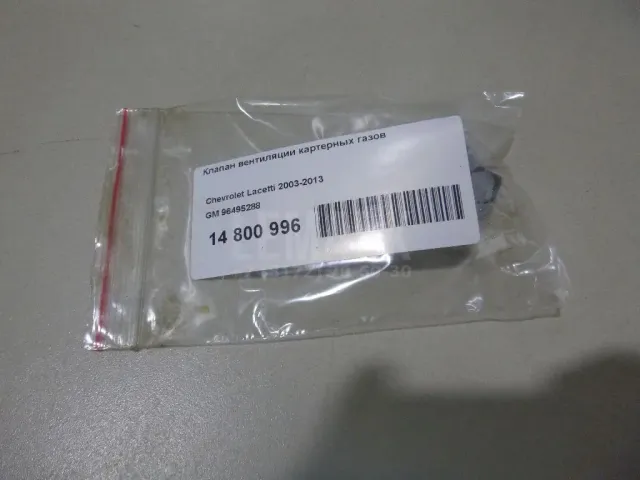 Клапан вентиляции картерных газов
Chevrolet Lacetti 2003-2013
GM 96495288
14 800 996